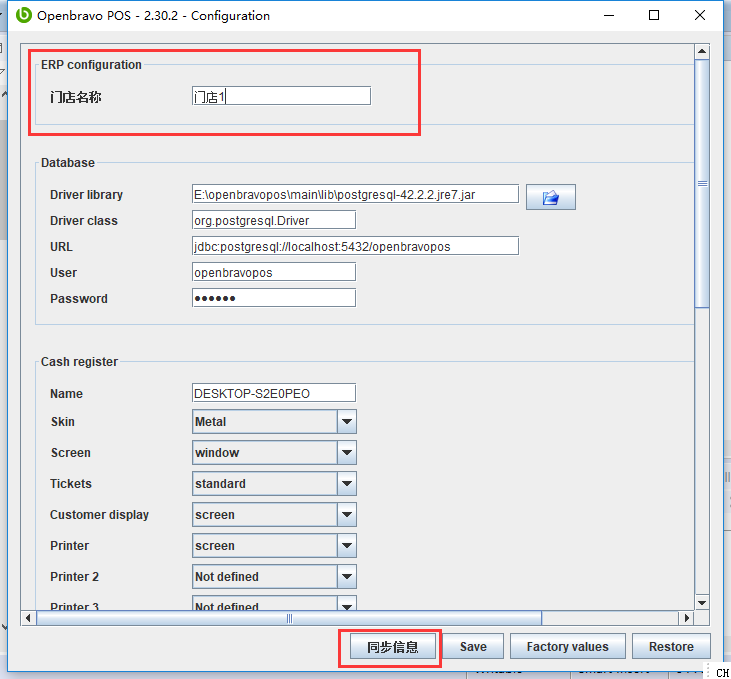 Openbravo POS - 2.30.2 - Configuration
ERP configuration
门店名称 门店1
Database
Driver library E:\openbravopos\main\lib\postgresql-42.2.2.jre7.jar
Driver class org.postgresql.Driver
URL jdbc:postgresql://localhost:5432/openbravopos
User openbravopos
Password ●●●●●●
Cash register
Name DESKTOP-S2E0PEO
Skin Metal
Screen window
Tickets standard
Customer display screen
Printer screen
Printer 2 Not defined
Printer 3 Not defined
同步信息 Save Factory values Restore
CH